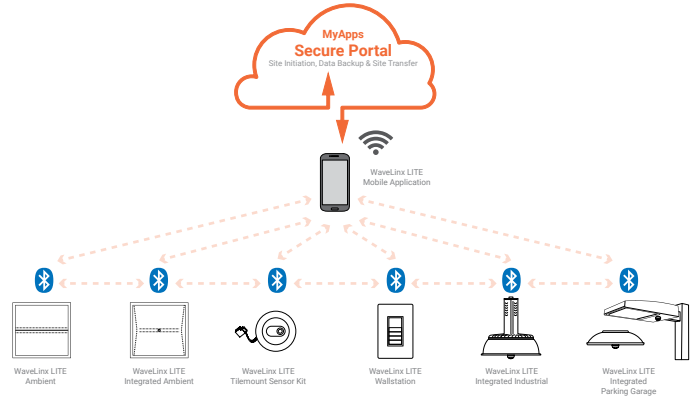 MyApps
Secure Portal
Site Initiation, Data Backup & Site Transfer
WaveLinx LITE
Mobile Application
WaveLinx LITE
Ambient
WaveLinx LITE
Integrated Ambient
WaveLinx LITE
Tilemount Sensor Kit
WaveLinx LITE
Wallstation
WaveLinx LITE
Integrated Industrial
WaveLinx LITE
Integrated
Parking Garage